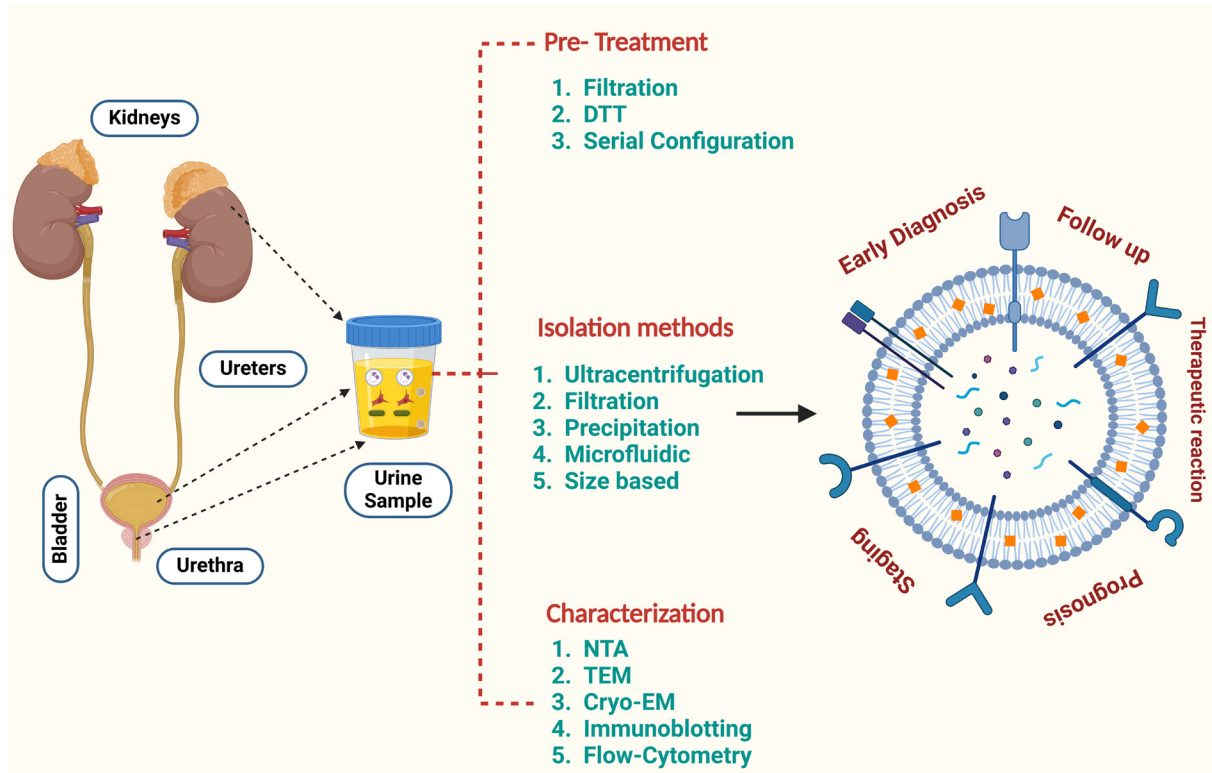 Kidneys
Ureters
Bladder
Urethra
Urine
Sample
Pre- Treatment
1. Filtration
2. DTT
3. Serial Configuration
Isolation methods
1. Ultracentrifugation
2. Filtration
3. Precipitation
4. Microfluidic
5. Size based
Characterization
1. NTA
2. TEM
3. Cryo-EM
4. Immunoblotting
5. Flow-Cytometry
Early Diagnosis
Follow up
Therapeutic reaction
Prognosis
Staging